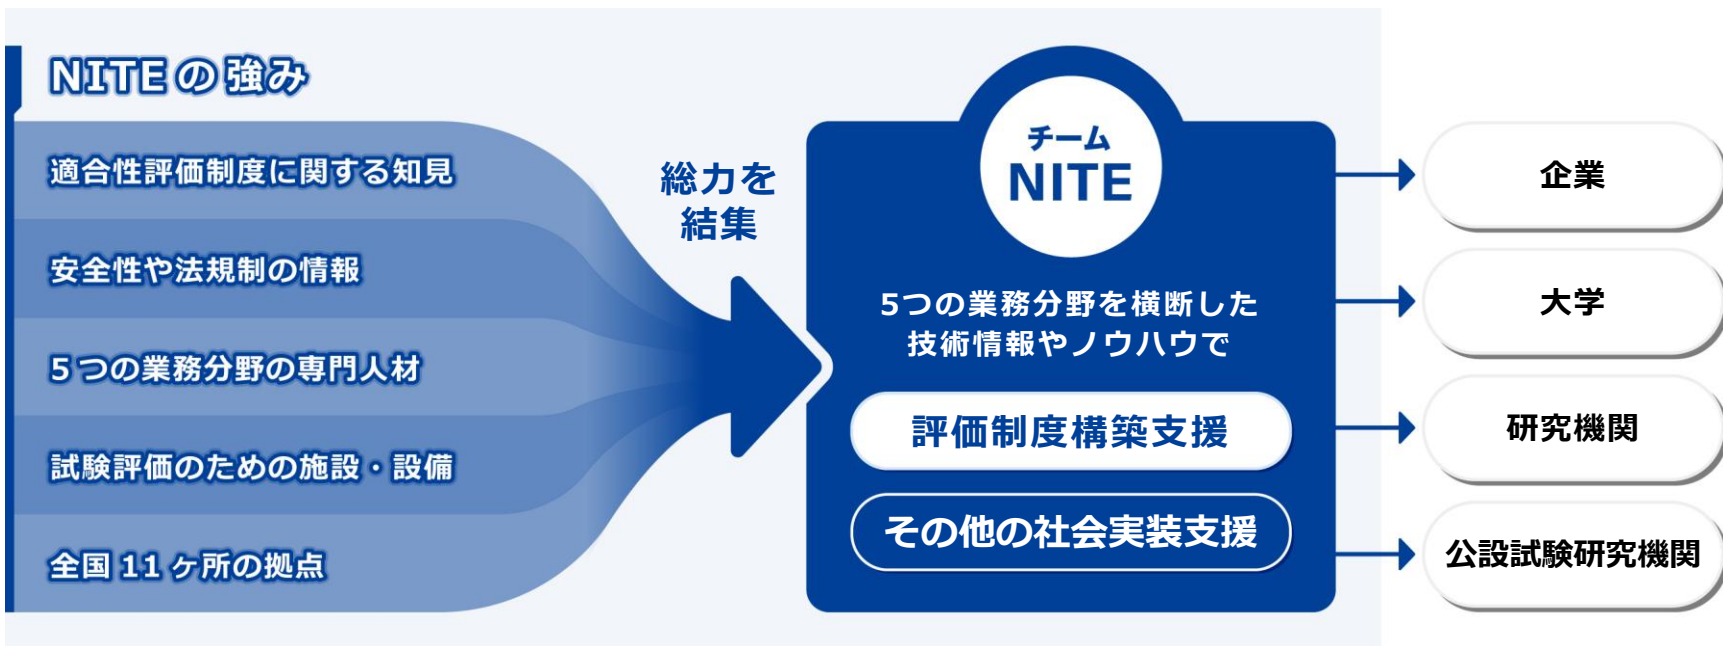 NITEの強み
適合性評価制度に関する知見
安全性や法規制の情報
5つの業務分野の専門人材
試験評価のための施設・設備
全国11ヶ所の拠点
総力を
結集
チーム
NITE
5つの業務分野を横断した
技術情報やノウハウで
評価制度構築支援
その他の社会実装支援
企業
大学
研究機関
公設試験研究機関